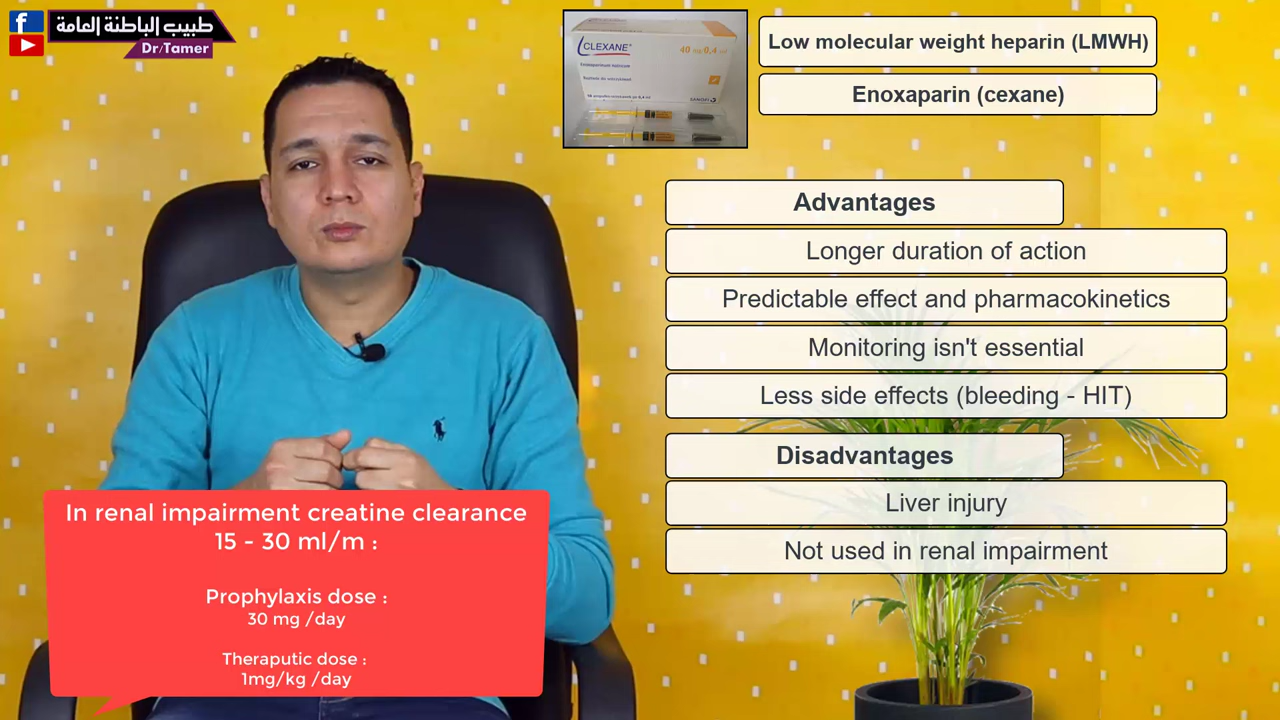 طبيب الباطنة العامة
Dr/Tamer
CLEXANE®
40 mg/0,4 ml
Low molecular weight heparin (LMWH)
Enoxaparin (cexane)
Advantages
Longer duration of action
Predictable effect and pharmacokinetics
Monitoring isn't essential
Less side effects (bleeding - HIT)
Disadvantages
Liver injury
Not used in renal impairment
In renal impairment creatine clearance
15 - 30 ml/m :
Prophylaxis dose :
30 mg /day
Theraputic dose :
1mg/kg /day